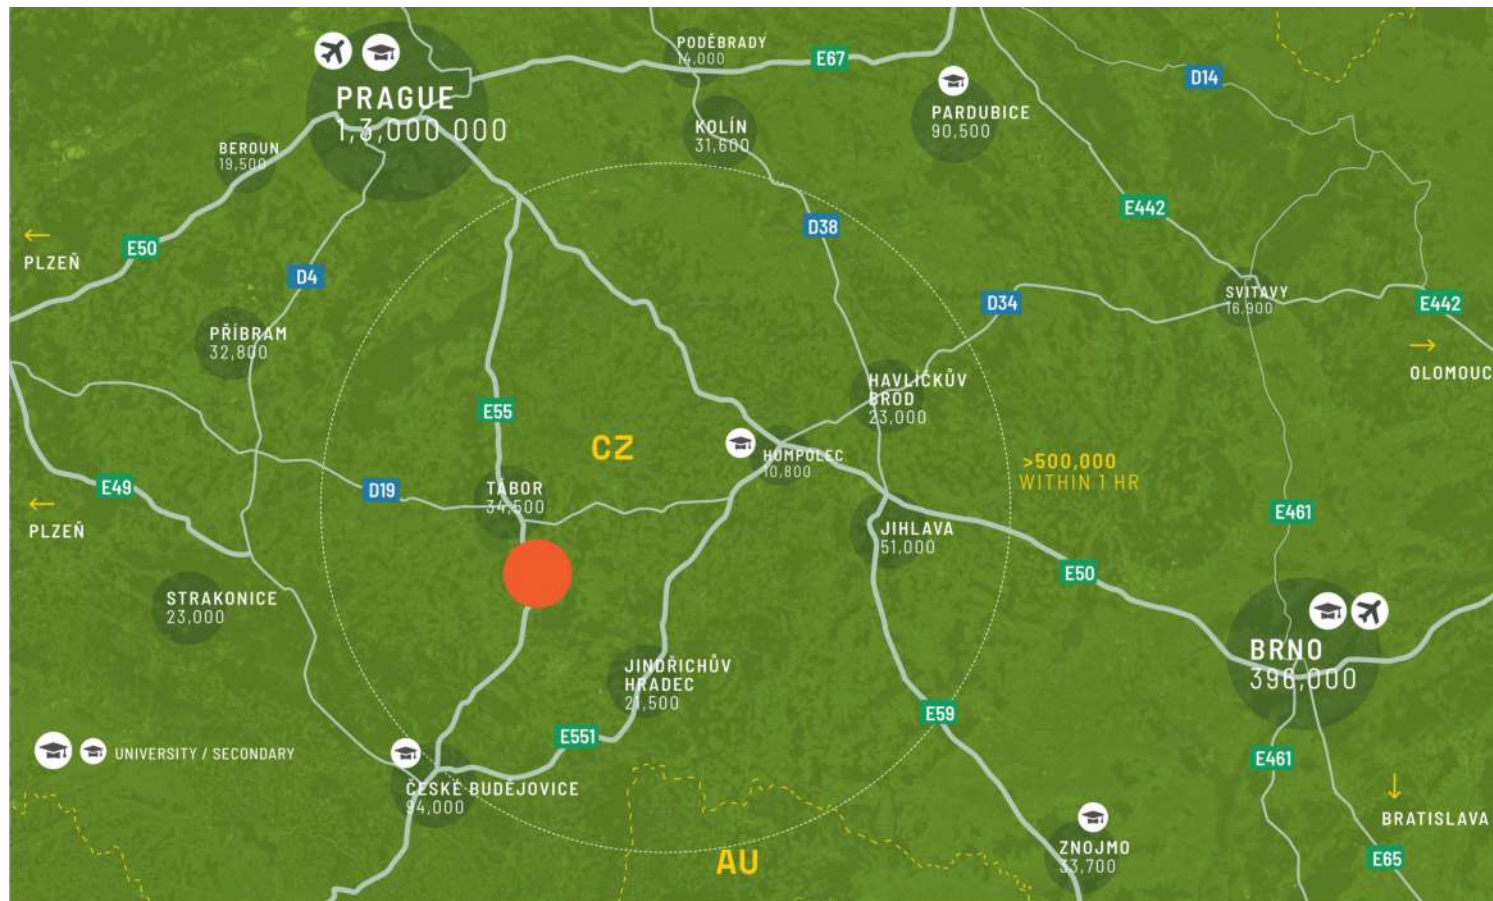 PODĚBRADY
14,000
E67
D14
PRAGUE
1,3,000 000
PARDUBICE
90,500
KOLÍN
31,600
BEROUN
19,500
E442
D38
E50
PLZEŇ
D4
SVITAVY
16,900
D34
E442
PŘÍBRAM
32,800
OLOMOUC
HAVLÍČKŮV
BROD
23,000
E55
CZ
HUMPOLEC
10,800
>500,000
WITHIN 1 HR
E49
D19
TÁBOR
34,500
E461
PLZEŇ
JIHLAVA
51,000
E50
STRAKONICE
23,000
BRNO
396,000
JINDŘICHŮV
HRADEC
21,500
E59
E551
UNIVERSITY / SECONDARY
E461
ČESKÉ BUDĚJOVICE
94,000
BRATISLAVA
ZNOJMO
33,700
AU
E65